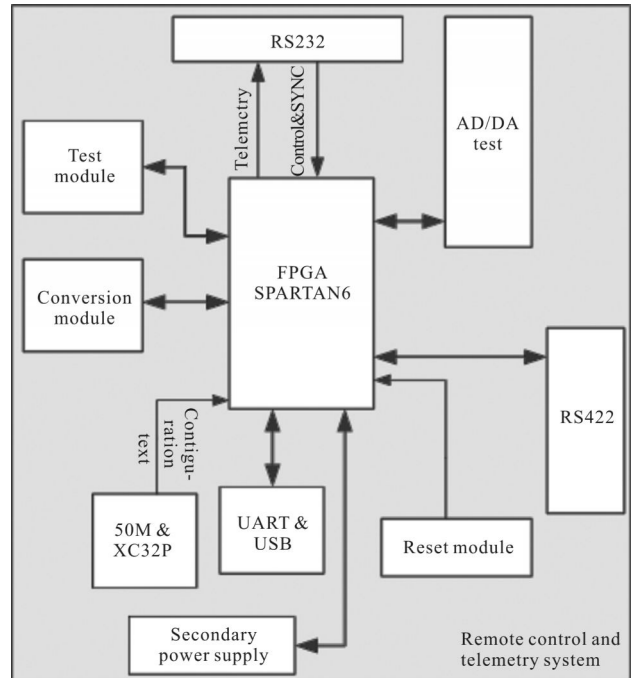 RS232
Telemctry
Control&SYNC
AD/DA
test
Test
module
FPGA
SPARTAN6
Conversion
module
RS422
Contigu-
ration
text
50M &
XC32P
UART &
USB
Reset module
Secondary
power supply
Remote control and
telemetry system